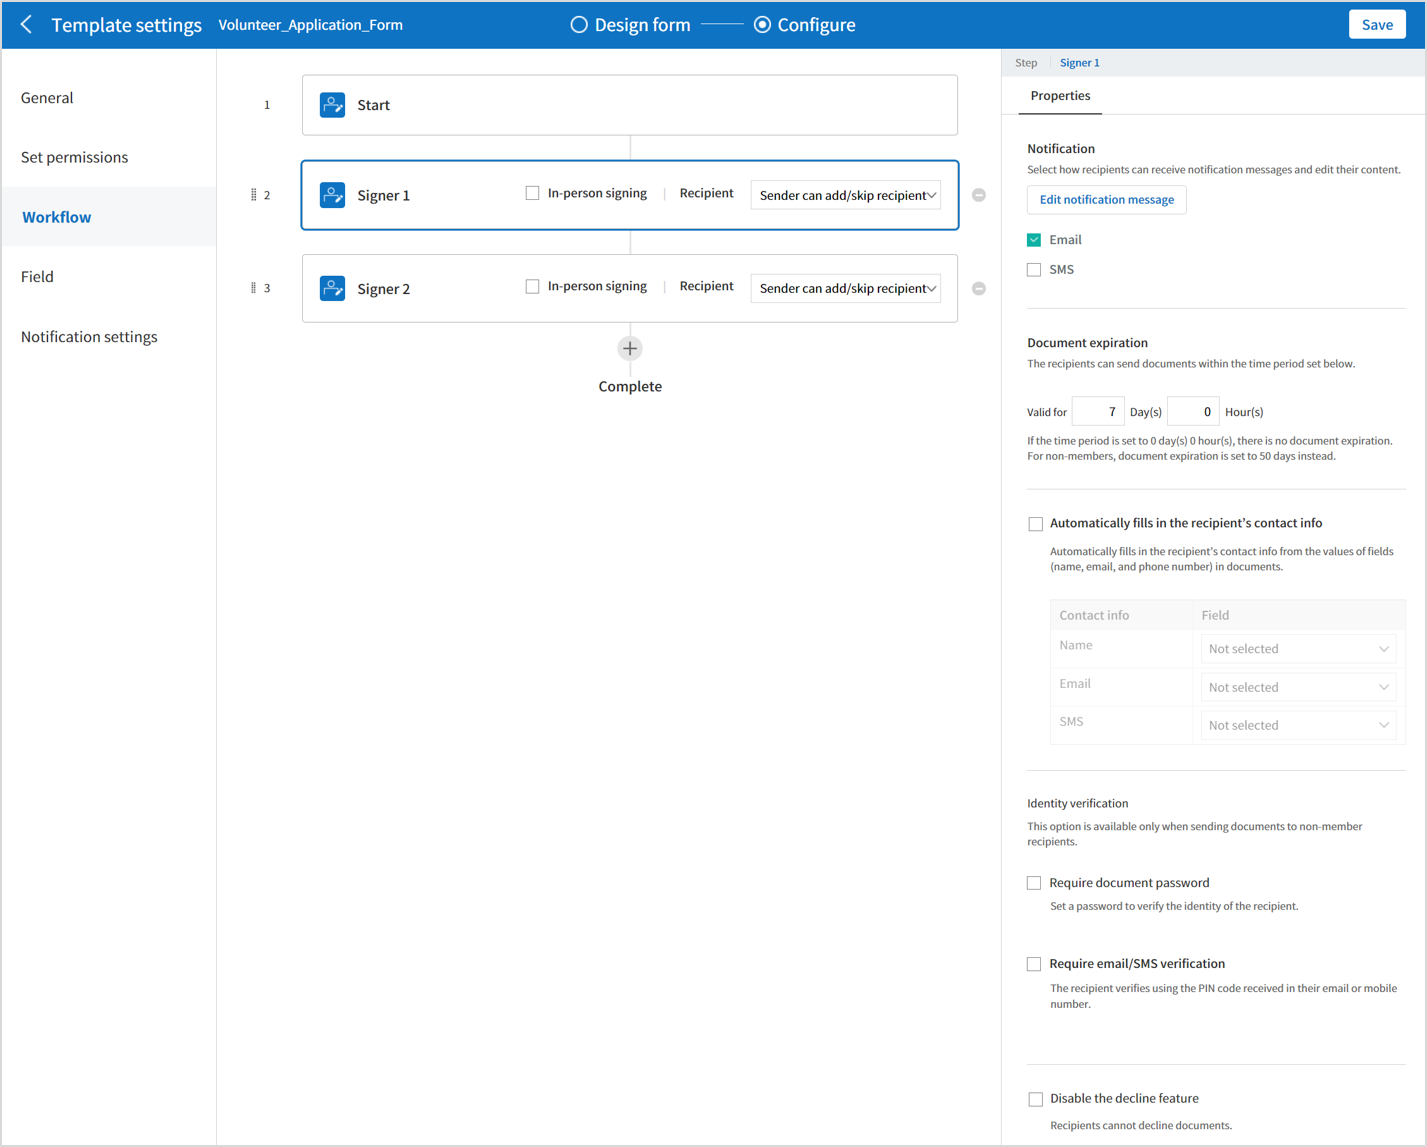 Template settings Volunteer_Application_Form Design form Configure Save
General
Set permissions
Workflow
Field
Notification settings
1 Start
2 Signer 1 In-person signing | Recipient Sender can add/skip recipient
3 Signer 2 In-person signing | Recipient Sender can add/skip recipient
Complete
Step Signer 1
Properties
Notification
Select how recipients can receive notification messages and edit their content.
Edit notification message
Email
SMS
Document expiration
The recipients can send documents within the time period set below.
Valid for 7 Day(s) 0 Hour(s)
If the time period is set to 0 day(s) 0 hour(s), there is no document expiration.
For non-members, document expiration is set to 50 days instead.
Automatically fills in the recipient's contact info
Automatically fills in the recipient's contact info from the values of fields
(name, email, and phone number) in documents.
Contact info Field
Name Not selected
Email Not selected
SMS Not selected
Identity verification
This option is available only when sending documents to non-member
recipients.
Require document password
Set a password to verify the identity of the recipient.
Require email/SMS verification
The recipient verifies using the PIN code received in their email or mobile
number.
Disable the decline feature
Recipients cannot decline documents.